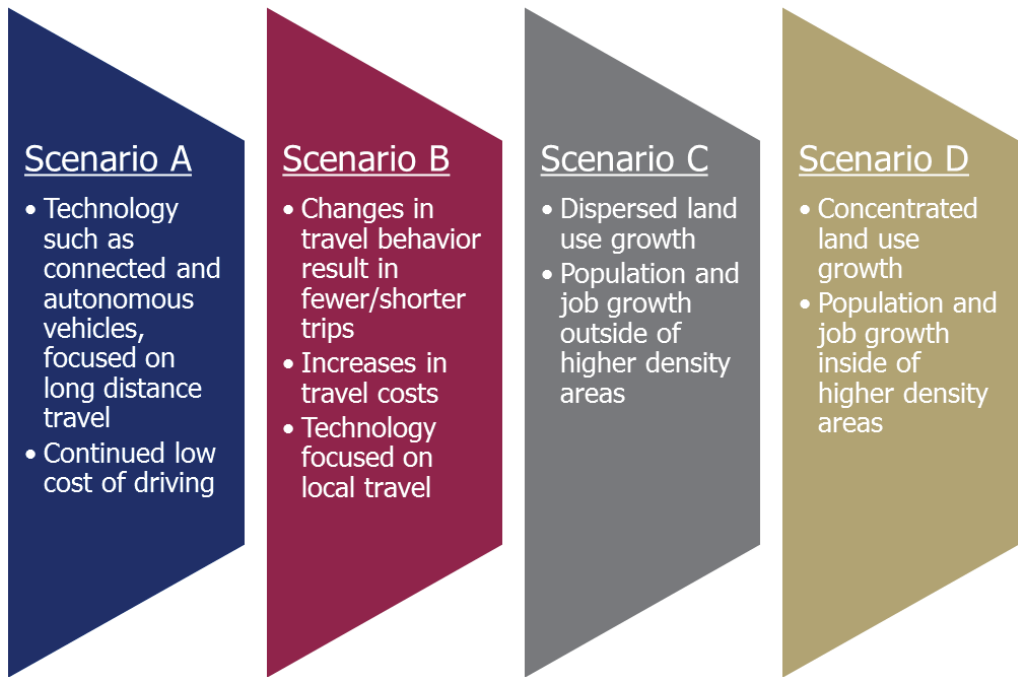 Scenario A
• Technology
such as
connected and
autonomous
vehicles,
focused on
long distance
travel
• Continued low
cost of driving
Scenario B
• Changes in
travel behavior
result in
fewer/shorter
trips
• Increases in
travel costs
• Technology
focused on
local travel
Scenario C
• Dispersed land
use growth
• Population and
job growth
outside of
higher density
areas
Scenario D
• Concentrated
land use
growth
• Population and
job growth
inside of
higher density
areas